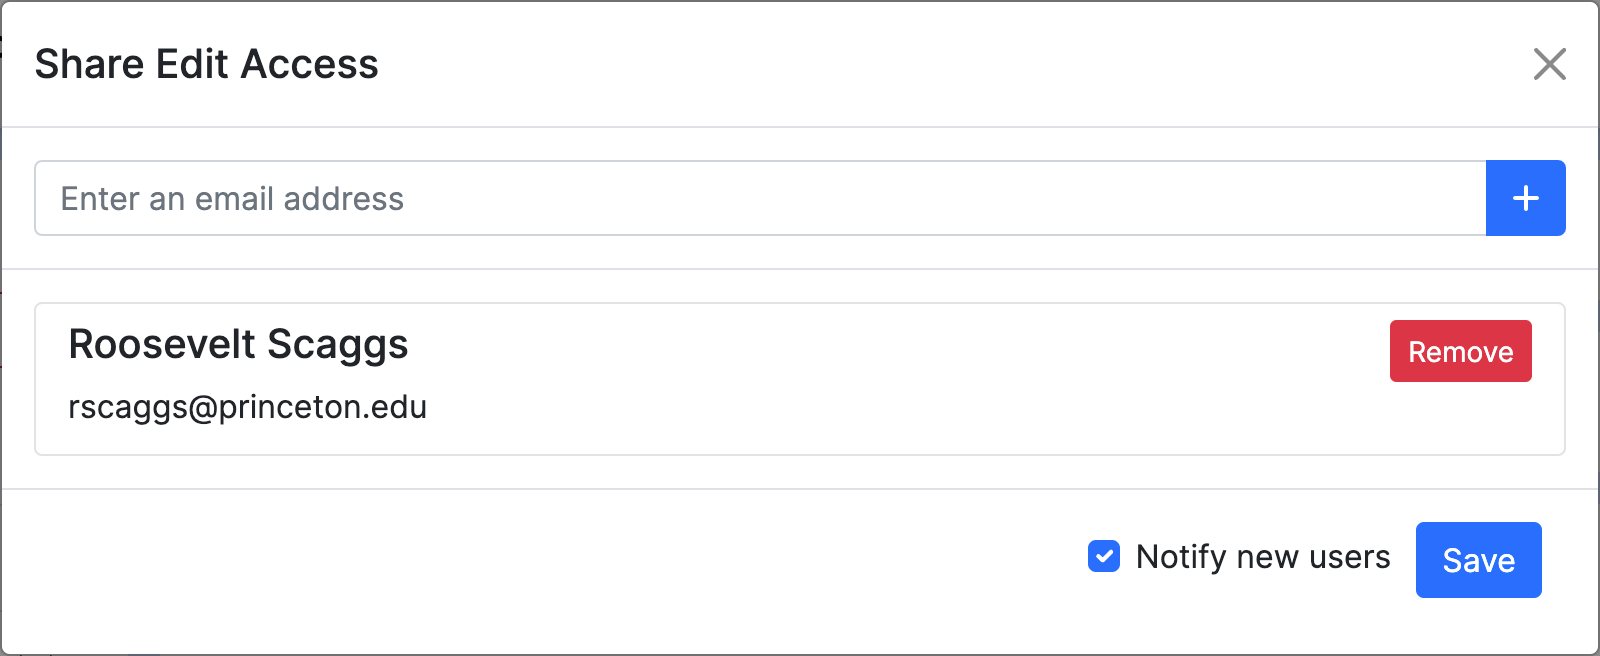 Share Edit Access
Enter an email address
Roosevelt Scaggs
Remove
rscaggs@princeton.edu
Notify new users
Save